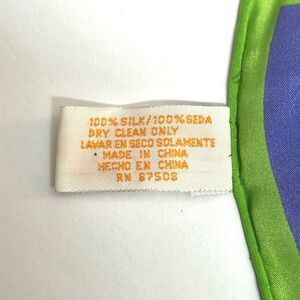 100% SILK/100% SEDA
DRY CLEAN ONLY
LAVAR EN SECO SOLAMENTE
MADE IN CHINA
HECHO EN CHINA
RN 67508